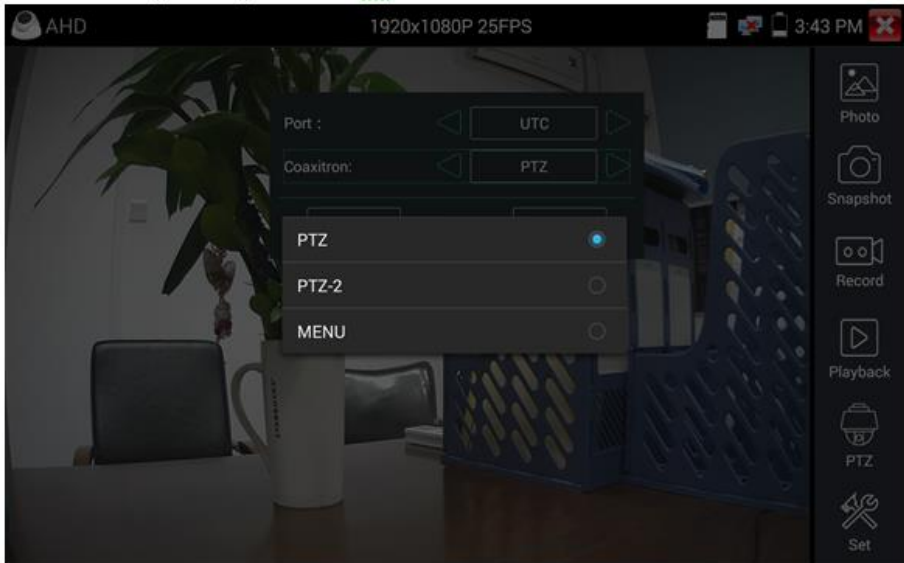 AHD 1920x1080P 25FPS 3:43 PM
Port : UTC
Coaxitron: PTZ
PTZ
PTZ-2
MENU
Photo
Snapshot
Record
Playback
PTZ
Set